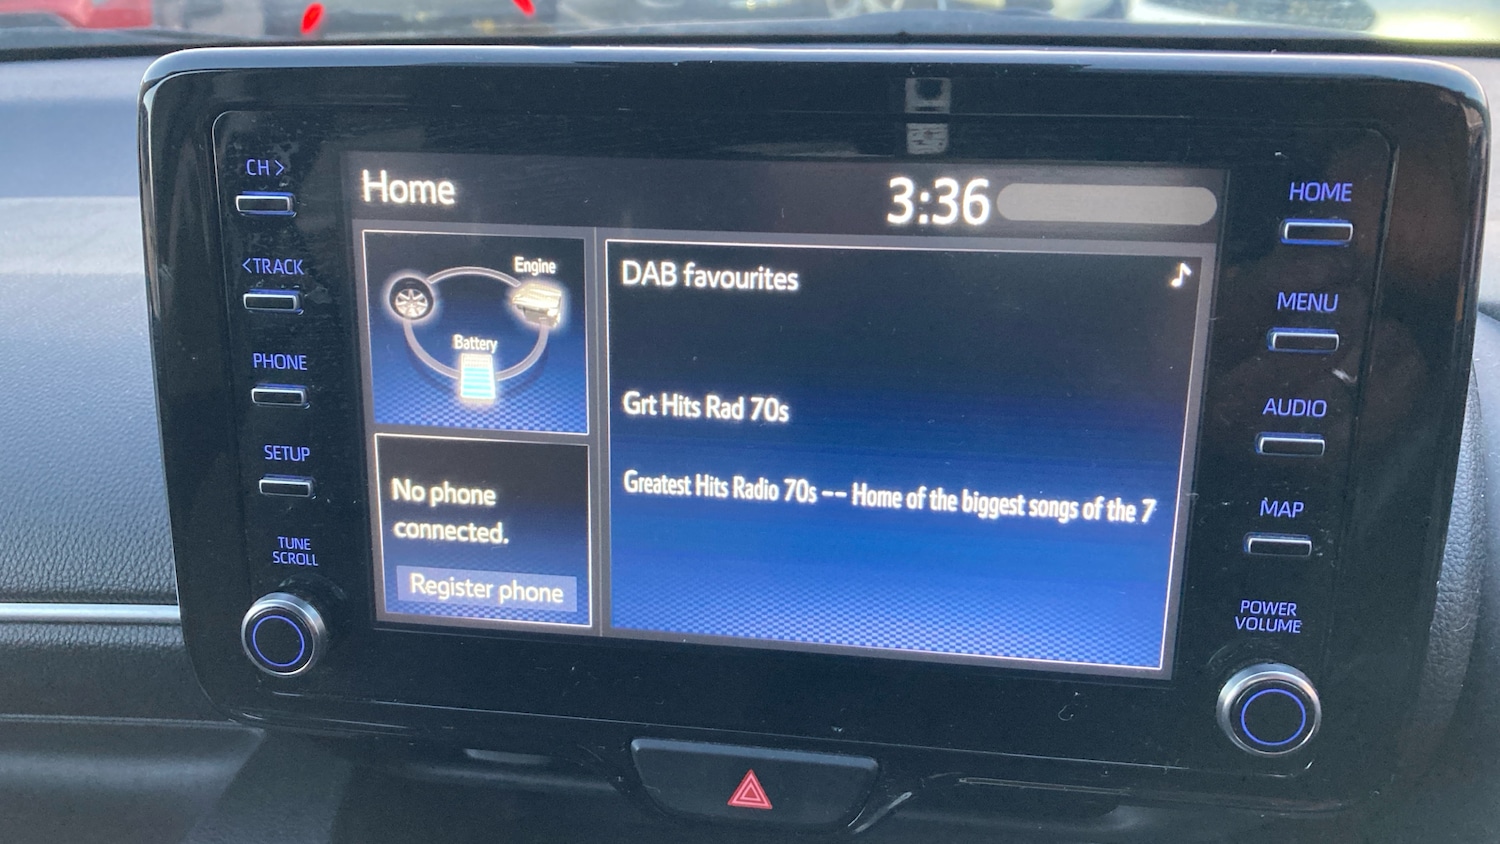 CH >
<TRACK
PHONE
SETUP
TUNE
SCROLL
Home
3:36
Engine
Battery
No phone
connected.
Register phone
DAB favourites
Grt Hits Rad 70s
Greatest Hits Radio 70s -- Home of the biggest songs of the 7
HOME
MENU
AUDIO
MAP
POWER
VOLUME